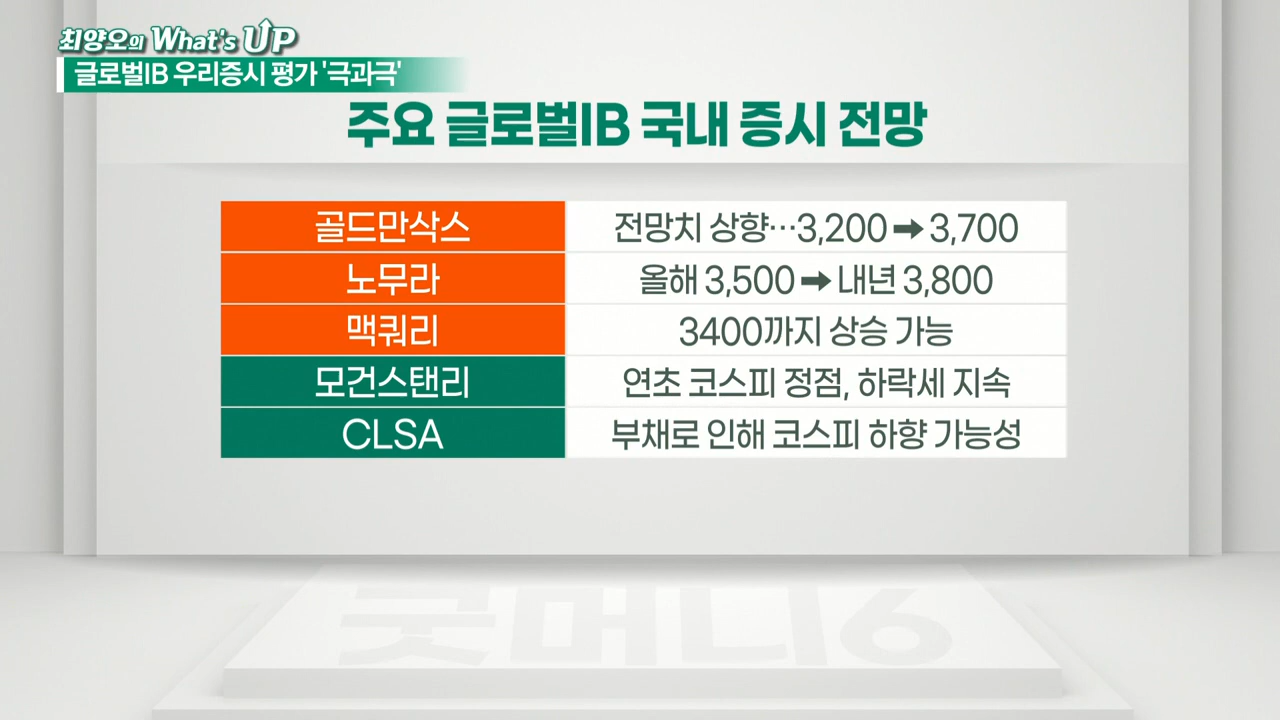 최양오의 What's UP
글로벌IB 우리증시 평가 '극과극'
주요 글로벌IB 국내 증시 전망
골드만삭스 전망치 상향…3,200 ➡ 3,700
노무라 올해 3,500 ➡ 내년 3,800
맥쿼리 3400까지 상승 가능
모건스탠리 연초 코스피 정점, 하락세 지속
CLSA 부채로 인해 코스피 하향 가능성
굿머니6